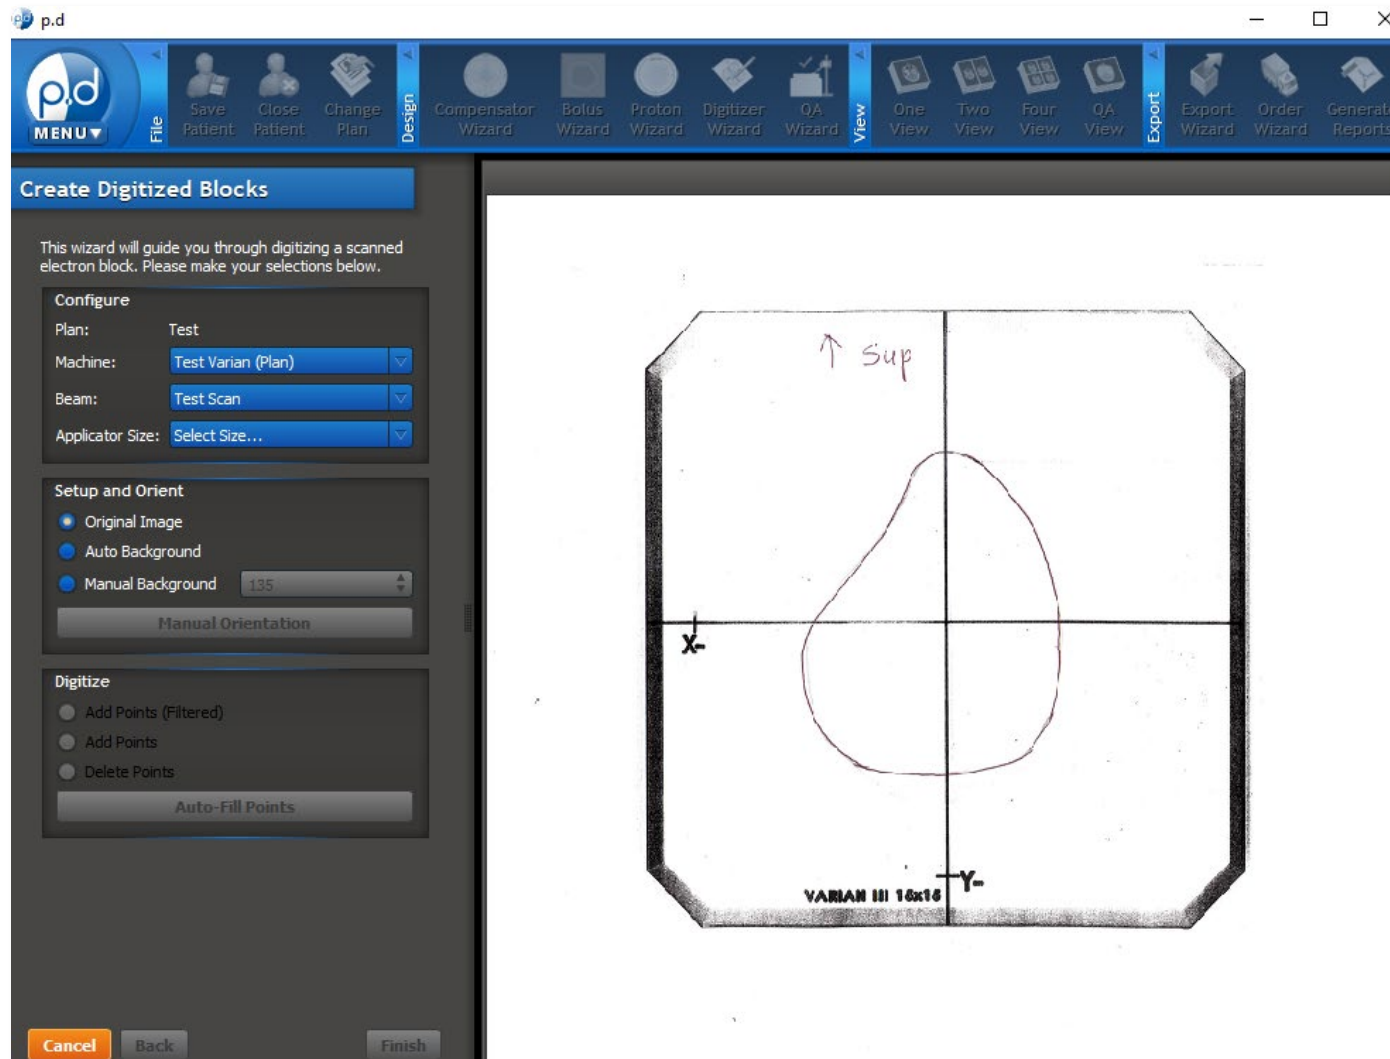 p.d
p.d
MENU
File
Save Patient
Close Patient
Change Plan
Design
Compensator Wizard
Bolus Wizard
Proton Wizard
Digitizer Wizard
QA Wizard
View
One View
Two View
Four View
QA View
Export
Export Wizard
Order Wizard
Generat Reports
Create Digitized Blocks
This wizard will guide you through digitizing a scanned
electron block. Please make your selections below.
Configure
Plan: Test
Machine: Test Varian (Plan)
Beam: Test Scan
Applicator Size: Select Size...
Setup and Orient
Original Image
Auto Background
Manual Background 135
Manual Orientation
Digitize
Add Points (Filtered)
Add Points
Delete Points
Auto-Fill Points
Cancel Back Finish
↑ Sup
X-
Y-
VARIAN III 15x15